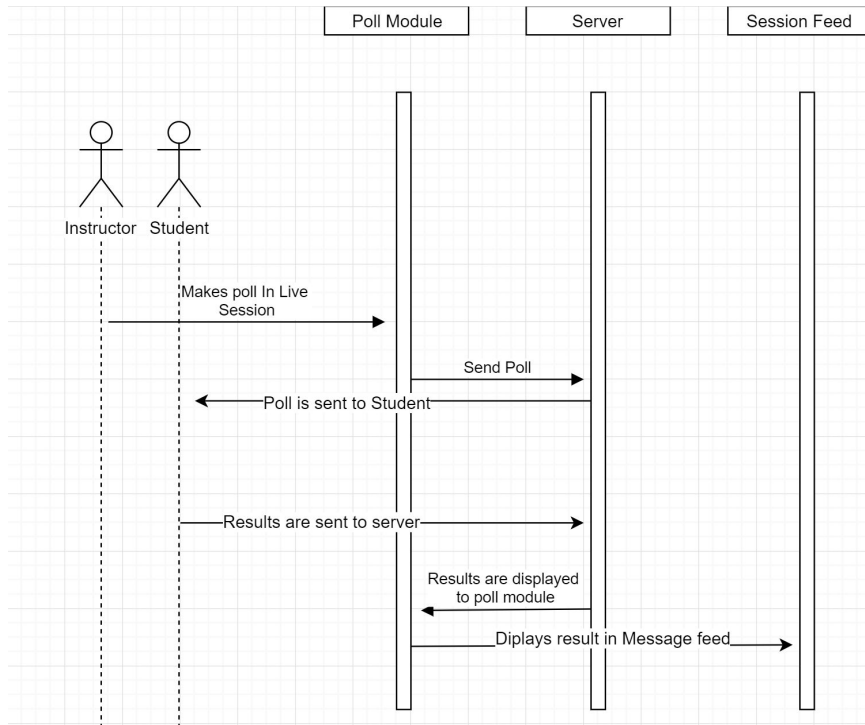 Poll Module
Server
Session Feed
Instructor
Student
Makes poll In Live
Session
Send Poll
Poll is sent to Student
Results are sent to server
Results are displayed
to poll module
Diplays result in Message feed